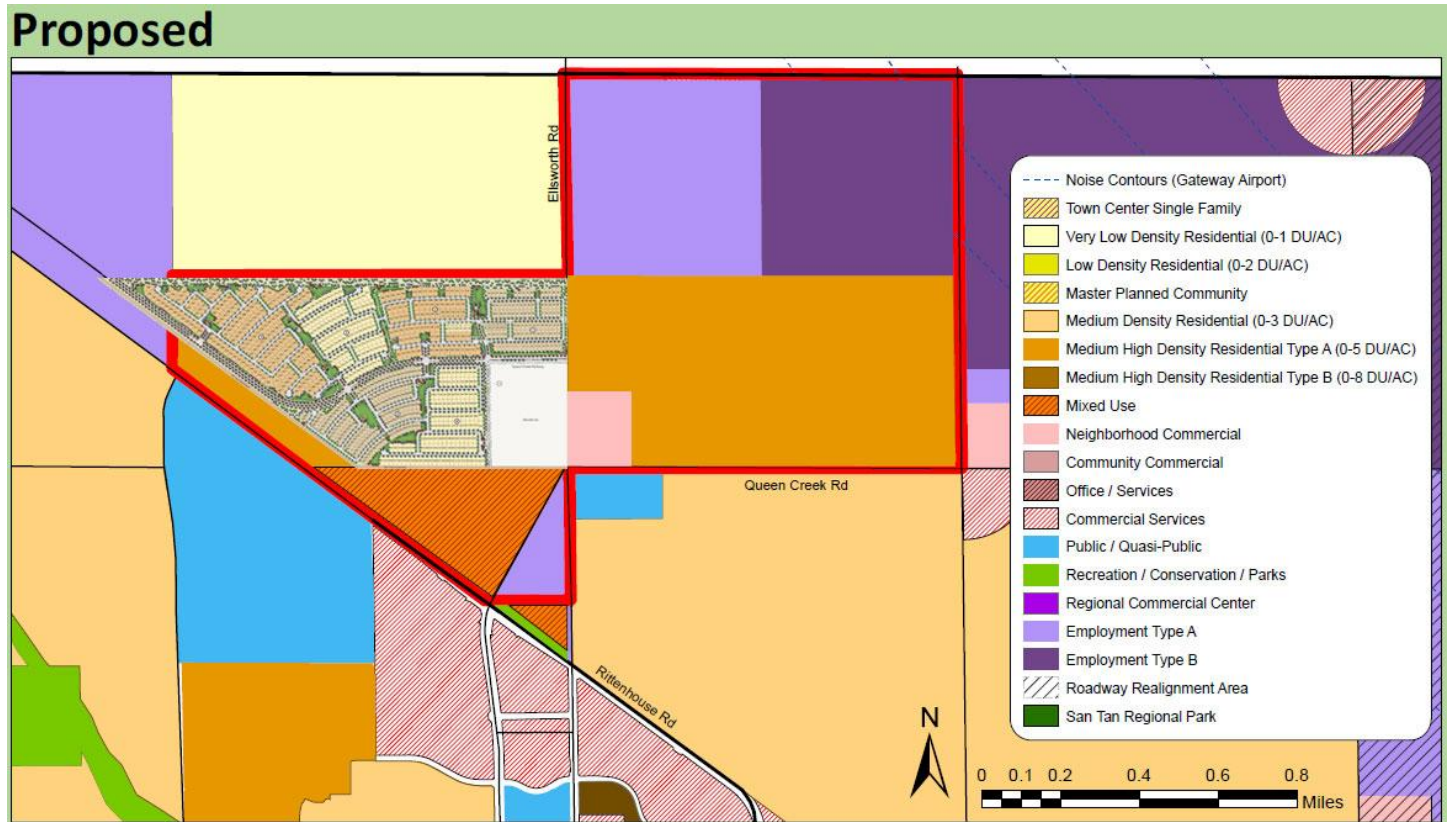 Proposed
Ellsworth Rd
Noise Contours (Gateway Airport)
Town Center Single Family
Very Low Density Residential (0-1 DU/AC)
Low Density Residential (0-2 DU/AC)
Master Planned Community
Medium Density Residential (0-3 DU/AC)
Medium High Density Residential Type A (0-5 DU/AC)
Medium High Density Residential Type B (0-8 DU/AC)
Mixed Use
Neighborhood Commercial
Community Commercial
Office / Services
Commercial Services
Public / Quasi-Public
Recreation / Conservation / Parks
Regional Commercial Center
Employment Type A
Employment Type B
Roadway Realignment Area
San Tan Regional Park
Queen Creek Rd
Rittenhouse Rd
N
0 0.1 0.2 0.4 0.6 0.8
Miles